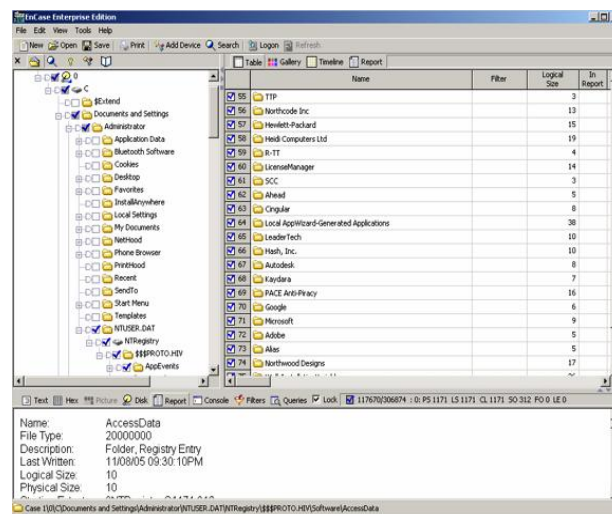 EnCase Enterprise Edition
File Edit View Tools Help
New Open Save Print Add Device Search Logon Refresh
Table Gallery Timeline Report
0
C
$Extend
Documents and Settings
Administrator
Application Data
Bluetooth Software
Cookies
Desktop
Favorites
InstallAnywhere
Local Settings
My Documents
NetHood
Phone Browser
PrintHood
Recent
SendTo
Start Menu
Templates
NTUSER.DAT
NTRegistry
$$$PROTO.HIV
AppEvents
Name Filter Logical Size In Report
55 TTP 3
56 Northcode Inc 13
57 Hewlett-Packard 15
58 Heidi Computers Ltd 19
59 R-TT 4
60 LicenseManager 14
61 SCC 3
62 Ahead 5
63 Cingular 8
64 Local AppWizard-Generated Applications 38
65 LeaderTech 10
66 Hash, Inc. 10
67 Autodesk 8
68 Kaydara 7
69 PACE Anti-Piracy 16
70 Google 6
71 Microsoft 9
72 Adobe 5
73 Alias 5
74 Northwood Designs 17
Text Hex Picture Disk Report Console Filters Queries Lock 117670/306874 : 0: PS 1171 LS 1171 CL 1171 SO 312 FO 0 LE 0
Name: AccessData
File Type: 20000000
Description: Folder, Registry Entry
Last Written: 11/08/05 09:30:10PM
Logical Size: 10
Physical Size: 10
Case 1\0\C\Documents and Settings\Administrator\NTUSER.DAT\NTRegistry\$$$PROTO.HIV\Software\AccessData